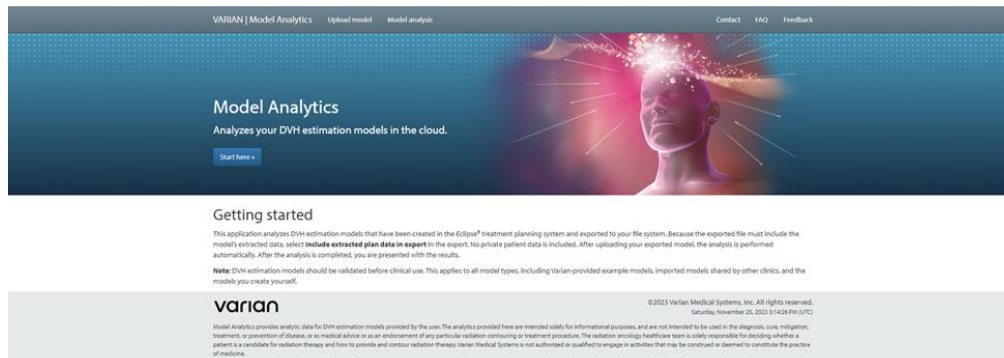 VARIAN | Model Analytics Upload model Model analysis Contact FAQ Feedback
Model Analytics
Analyzes your DVH estimation models in the cloud.
Start here »
Getting started
This application analyzes DVH estimation models that have been created in the Eclipse® treatment planning system and exported to your file system. Because the exported file must include the
model's extracted data, select Include extracted plan data in export in the export. No private patient data is included. After uploading your exported model, the analysis is performed
automatically. After the analysis is completed, you are presented with the results.
Note: DVH estimation models should be validated before clinical use. This applies to all model types, including Varian-provided example models, imported models shared by other clinics, and the
models you create yourself.
varian
©2023 Varian Medical Systems, Inc. All rights reserved.
Saturday, November 25, 2023 3:14:26 PM (UTC)
Model Analytics provides analytic data for DVH estimation models provided by the user. The analytics provided here are intended solely for informational purposes, and are not intended to be used in the diagnosis, cure, mitigation,
treatment, or prevention of disease, or as medical advice or as an endorsement of any particular radiation contouring or treatment procedure. The radiation oncology healthcare team is solely responsible for deciding whether a
patient is a candidate for radiation therapy and how to provide and contour radiation therapy. Varian Medical Systems is not authorized or qualified to engage in activities that may be construed or deemed to constitute the practice
of medicine.